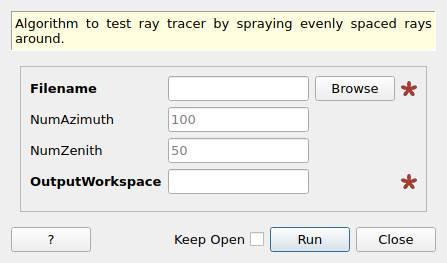 Algorithm to test ray tracer by spraying evenly spaced rays
around.
Filename Browse *
NumAzimuth 100
NumZenith 50
OutputWorkspace *
? Keep Open Run Close